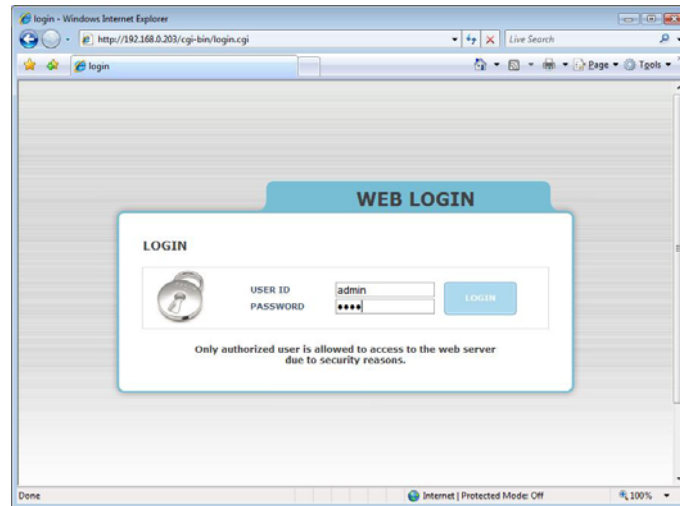 login - Windows Internet Explorer
http://192.168.0.203/cgi-bin/login.cgi
Live Search
login
Page
Tools
WEB LOGIN
LOGIN
USER ID admin
PASSWORD ●●●●
LOGIN
Only authorized user is allowed to access to the web server
due to security reasons.
Done
Internet | Protected Mode: Off
100%